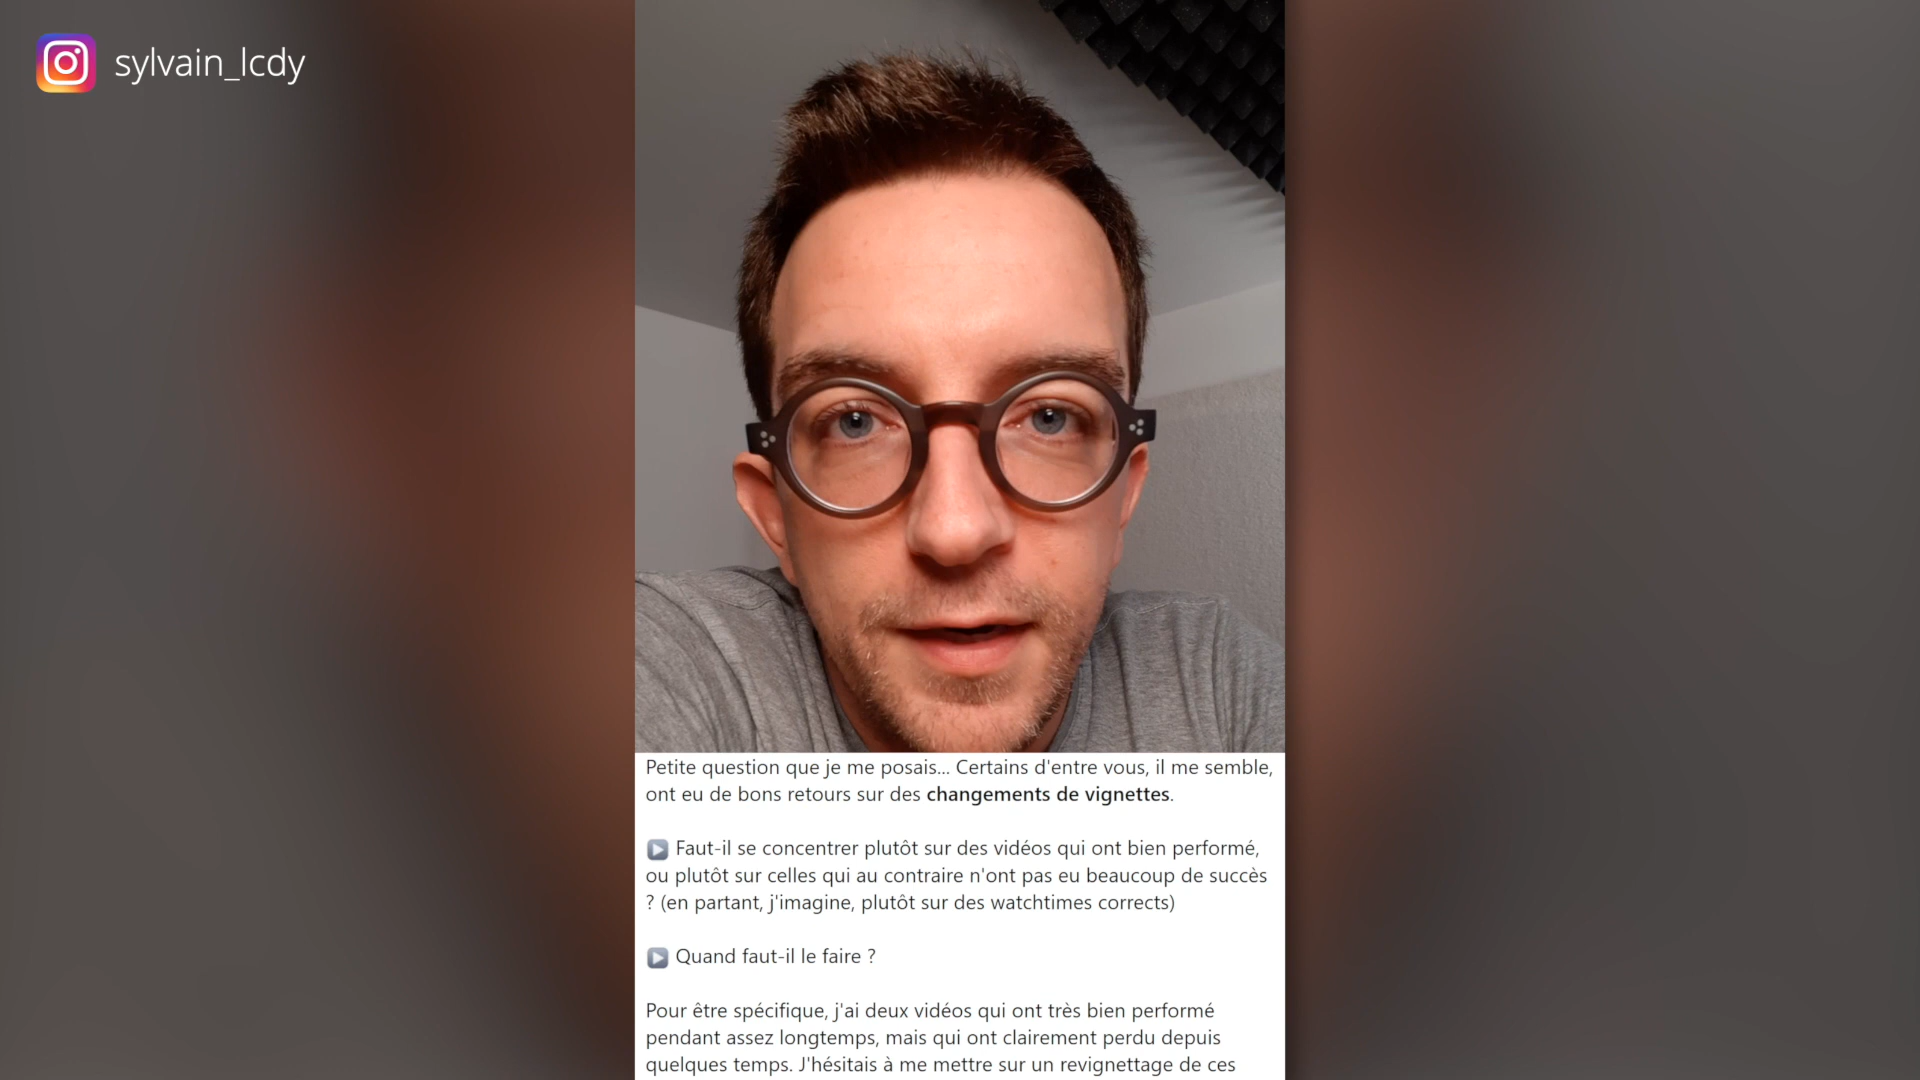 sylvain_lcdy
Petite question que je me posais... Certains d'entre vous, il me semble,
ont eu de bons retours sur des changements de vignettes.
Faut-il se concentrer plutôt sur des vidéos qui ont bien performé,
ou plutôt sur celles qui au contraire n'ont pas eu beaucoup de succès
? (en partant, j'imagine, plutôt sur des watchtimes corrects)
Quand faut-il le faire ?
Pour être spécifique, j'ai deux vidéos qui ont très bien performé
pendant assez longtemps, mais qui ont clairement perdu depuis
quelques temps. J'hésitais à me mettre sur un revignettage de ces